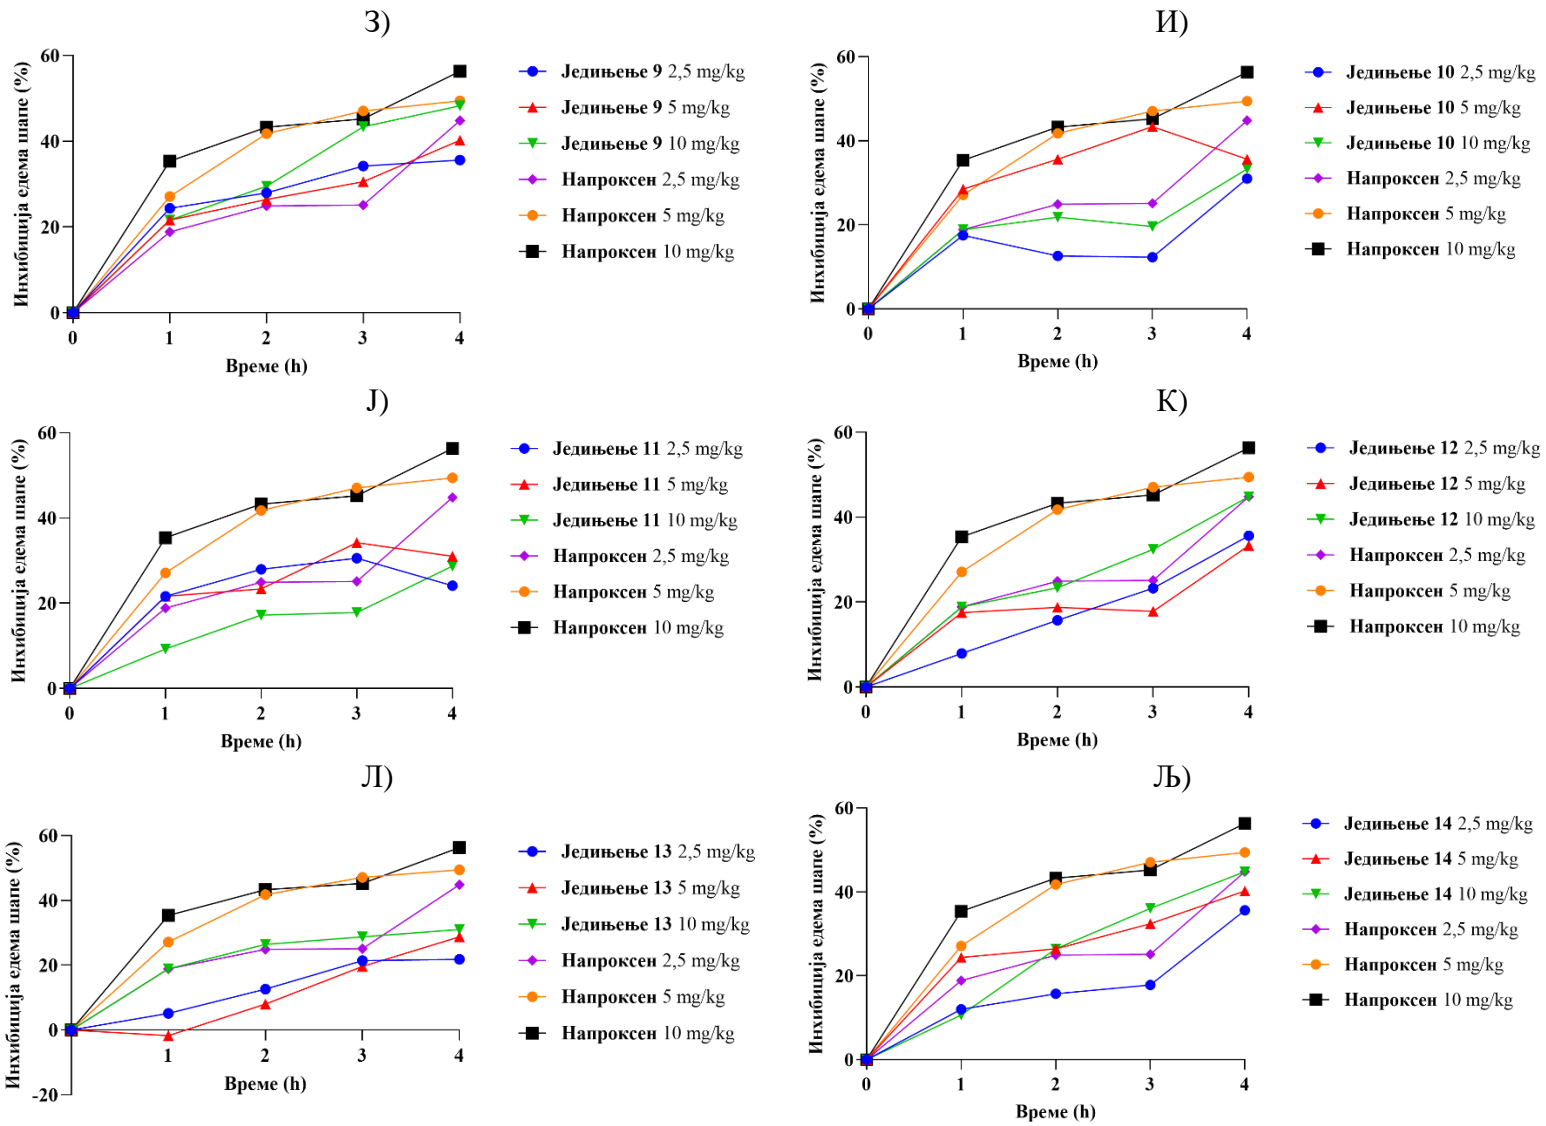 З)
Инхибиција едема шапе (%)
60
40
20
0
0
1
2
3
4
Време (h)
Једињење 9 2,5 mg/kg
Једињење 9 5 mg/kg
Једињење 9 10 mg/kg
Напроксен 2,5 mg/kg
Напроксен 5 mg/kg
Напроксен 10 mg/kg
И)
Инхибиција едема шапе (%)
60
40
20
0
0
1
2
3
4
Време (h)
Једињење 10 2,5 mg/kg
Једињење 10 5 mg/kg
Једињење 10 10 mg/kg
Напроксен 2,5 mg/kg
Напроксен 5 mg/kg
Напроксен 10 mg/kg
Ј)
Инхибиција едема шапе (%)
60
40
20
0
0
1
2
3
4
Време (h)
Једињење 11 2,5 mg/kg
Једињење 11 5 mg/kg
Једињење 11 10 mg/kg
Напроксен 2,5 mg/kg
Напроксен 5 mg/kg
Напроксен 10 mg/kg
К)
Инхибиција едема шапе (%)
60
40
20
0
0
1
2
3
4
Време (h)
Једињење 12 2,5 mg/kg
Једињење 12 5 mg/kg
Једињење 12 10 mg/kg
Напроксен 2,5 mg/kg
Напроксен 5 mg/kg
Напроксен 10 mg/kg
Л)
Инхибиција едема шапе (%)
60
40
20
0
-20
1
2
3
4
Време (h)
Једињење 13 2,5 mg/kg
Једињење 13 5 mg/kg
Једињење 13 10 mg/kg
Напроксен 2,5 mg/kg
Напроксен 5 mg/kg
Напроксен 10 mg/kg
Љ)
Инхибиција едема шапе (%)
60
40
20
0
0
1
2
3
4
Време (h)
Једињење 14 2,5 mg/kg
Једињење 14 5 mg/kg
Једињење 14 10 mg/kg
Напроксен 2,5 mg/kg
Напроксен 5 mg/kg
Напроксен 10 mg/kg